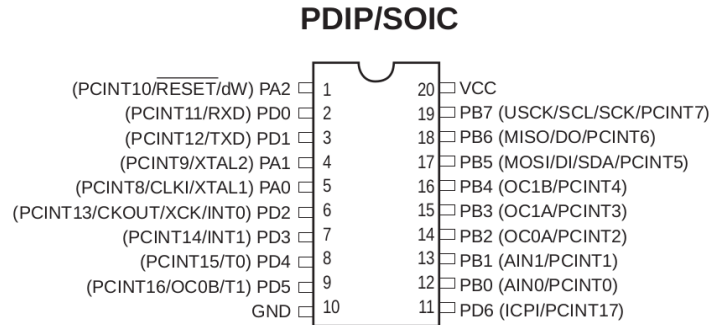 PDIP/SOIC
(PCINT10/RESET/dW) PA2 1 20 VCC
(PCINT11/RXD) PD0 2 19 PB7 (USCK/SCL/SCK/PCINT7)
(PCINT12/TXD) PD1 3 18 PB6 (MISO/DO/PCINT6)
(PCINT9/XTAL2) PA1 4 17 PB5 (MOSI/DI/SDA/PCINT5)
(PCINT8/CLKI/XTAL1) PA0 5 16 PB4 (OC1B/PCINT4)
(PCINT13/CKOUT/XCK/INT0) PD2 6 15 PB3 (OC1A/PCINT3)
(PCINT14/INT1) PD3 7 14 PB2 (OC0A/PCINT2)
(PCINT15/T0) PD4 8 13 PB1 (AIN1/PCINT1)
(PCINT16/OC0B/T1) PD5 9 12 PB0 (AIN0/PCINT0)
GND 10 11 PD6 (ICPI/PCINT17)